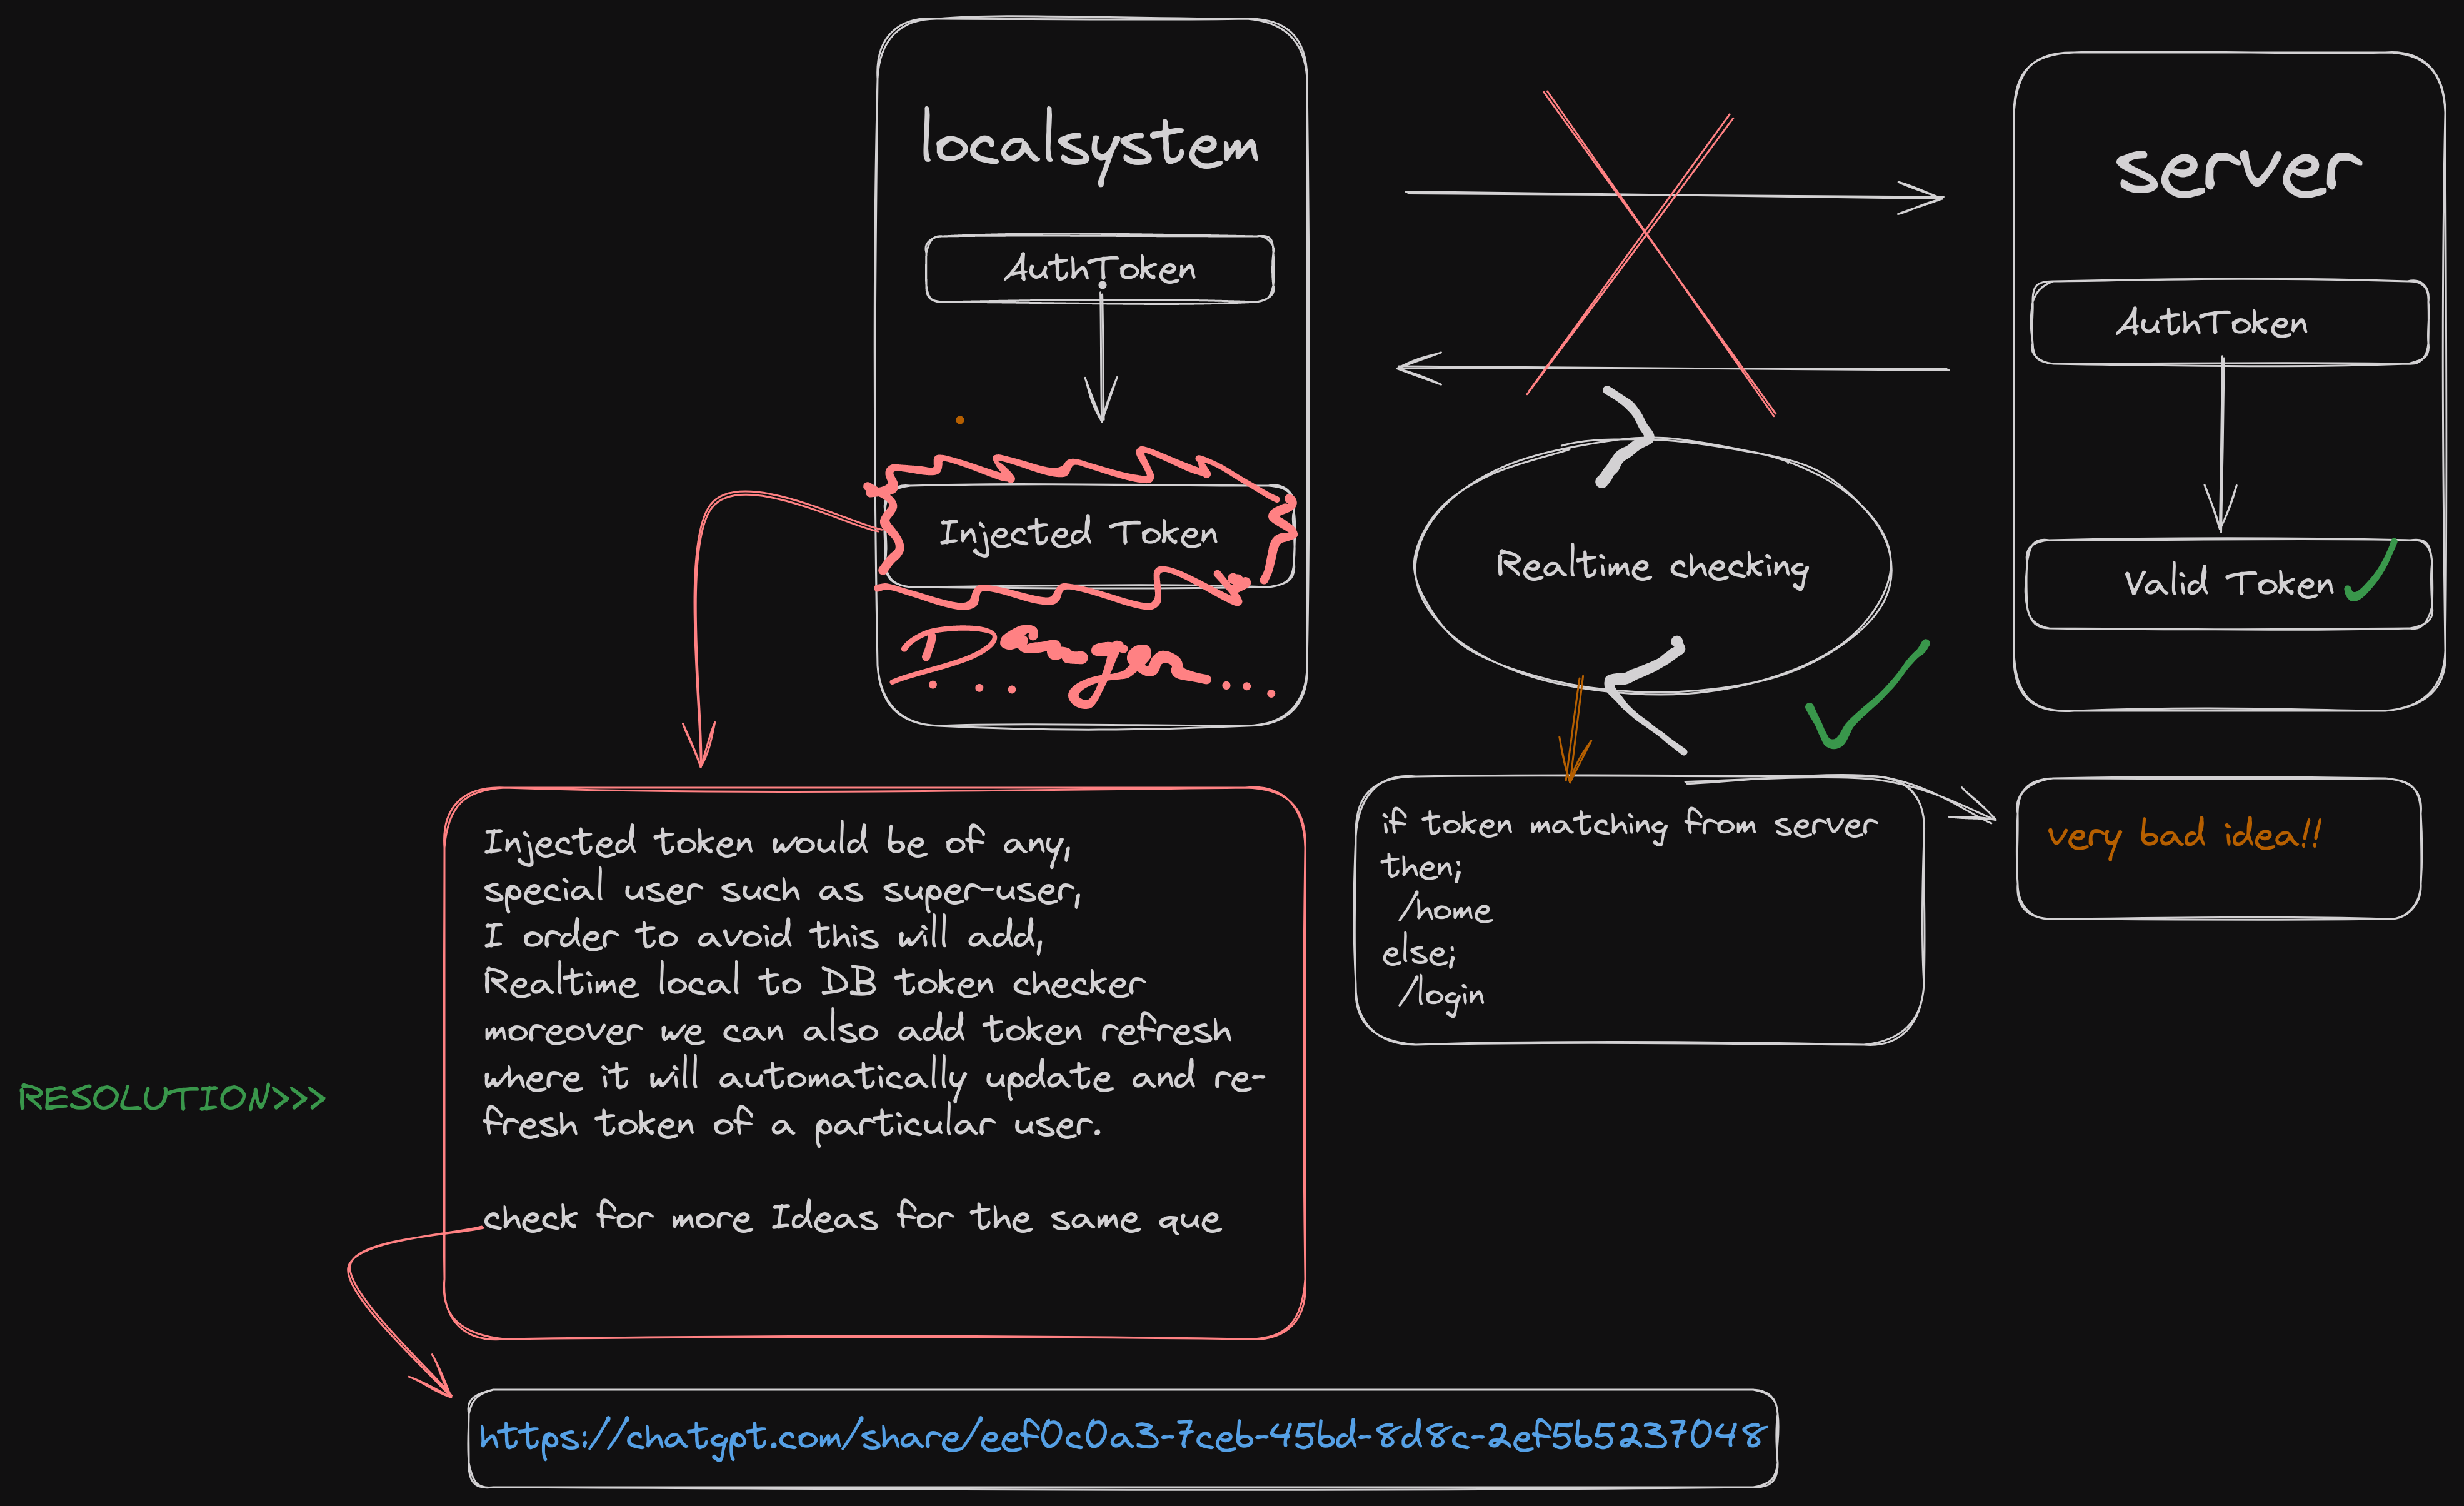 localsystem
AuthToken
Injected Token
Danger...
server
AuthToken
Valid Token
Realtime checking
if token matching from server
then;
/home
else;
/login
very bad idea!!
Injected token would be of any,
special user such as super-user,
I order to avoid this will add,
Realtime local to DB token checker
moreover we can also add token refresh
where it will automatically update and re-
fresh token of a particular user.
check for more Ideas for the same que
RESOLUTION>>>
https://chatgpt.com/share/eef0c0a3-7ceb-45bd-8d8c-2ef5b5237048